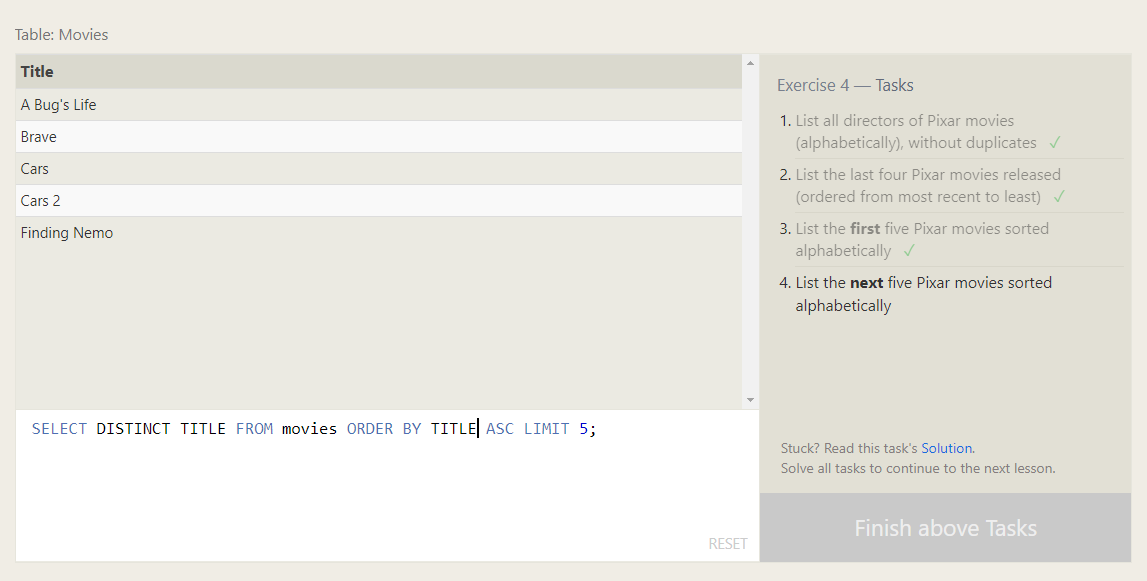 Table: Movies
Title
A Bug's Life
Brave
Cars
Cars 2
Finding Nemo
SELECT DISTINCT TITLE FROM movies ORDER BY TITLE ASC LIMIT 5;
RESET
Exercise 4 — Tasks
1. List all directors of Pixar movies
(alphabetically), without duplicates ✓
2. List the last four Pixar movies released
(ordered from most recent to least) ✓
3. List the first five Pixar movies sorted
alphabetically ✓
4. List the next five Pixar movies sorted
alphabetically
Stuck? Read this task's Solution.
Solve all tasks to continue to the next lesson.
Finish above Tasks